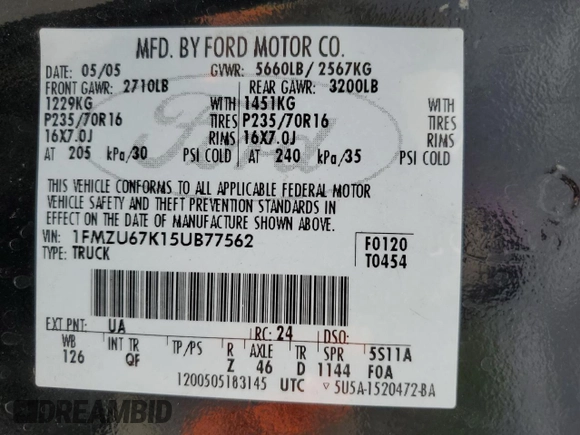 MFD. BY FORD MOTOR CO.
DATE: 05/05 GVWR: 5660LB/ 2567KG
FRONT GAWR: 2710LB REAR GAWR: 3200LB
1229KG WITH 1451KG WITH
P235/70R16 TIRES P235/70R16 TIRES
16X7.0J RIMS 16X7.0J RIMS
AT 205 kPa/30 PSI COLD AT 240 kPa/35 PSI COLD
THIS VEHICLE CONFORMS TO ALL APPLICABLE FEDERAL MOTOR
VEHICLE SAFETY AND THEFT PREVENTION STANDARDS IN
EFFECT ON THE DATE OF MANUFACTURE SHOWN ABOVE.
VIN: 1FMZU67K15UB77562 F0120
TYPE: TRUCK T0454
EXT PNT: UA RC: 24 DSO:
WB INT TR TP/PS R AXLE TR SPR 5S11A
126 QF Z 46 D 1144 F0A
1200505183145 UTC ▽ 5U5A-1520472-BA
Ford
DREAMBID